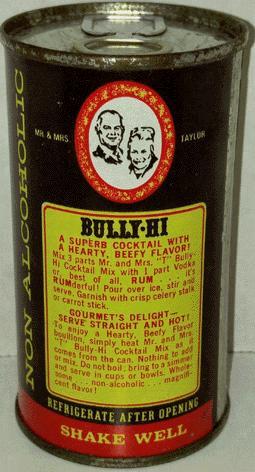 MR. & MRS. TAYLOR
NON ALCOHOLIC
BULLY-HI
A SUPERB COCKTAIL WITH
A HEARTY, BEEFY FLAVOR!
Mix 3 parts Mr. and Mrs. "T" Bully-
Hi Cocktail Mix with 1 part Vodka
or, best of all, RUM . . . it's
RUMderful! Pour over ice, stir and
serve. Garnish with crisp celery stalk
or carrot stick.
GOURMET'S DELIGHT—
SERVE STRAIGHT AND HOT!
To enjoy a Hearty, Beefy Flavor
bouillon, simply heat Mr. and Mrs.
"T" Bully-Hi Cocktail Mix as it
comes from the can. Nothing to add
or mix. Do not boil; bring to a simmer
and serve in cups or bowls. Whole-
some . . . non-alcoholic . . . magnifi-
cent flavor!
REFRIGERATE AFTER OPENING
SHAKE WELL